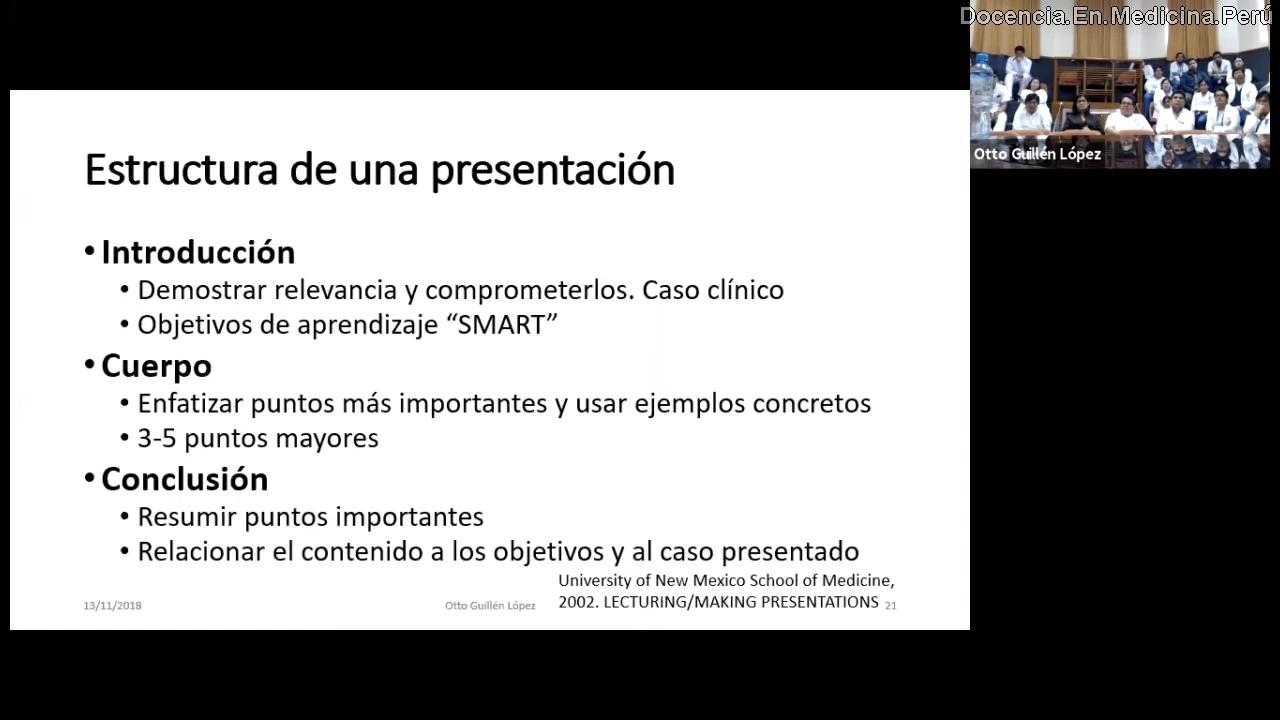 Docencia.En.Medicina.Perú
Otto Guillén López
Estructura de una presentación
• Introducción
• Demostrar relevancia y comprometerlos. Caso clínico
• Objetivos de aprendizaje “SMART”
• Cuerpo
• Enfatizar puntos más importantes y usar ejemplos concretos
• 3-5 puntos mayores
• Conclusión
• Resumir puntos importantes
• Relacionar el contenido a los objetivos y al caso presentado
University of New Mexico School of Medicine,
2002. LECTURING/MAKING PRESENTATIONS
13/11/2018
Otto Guillén López
21